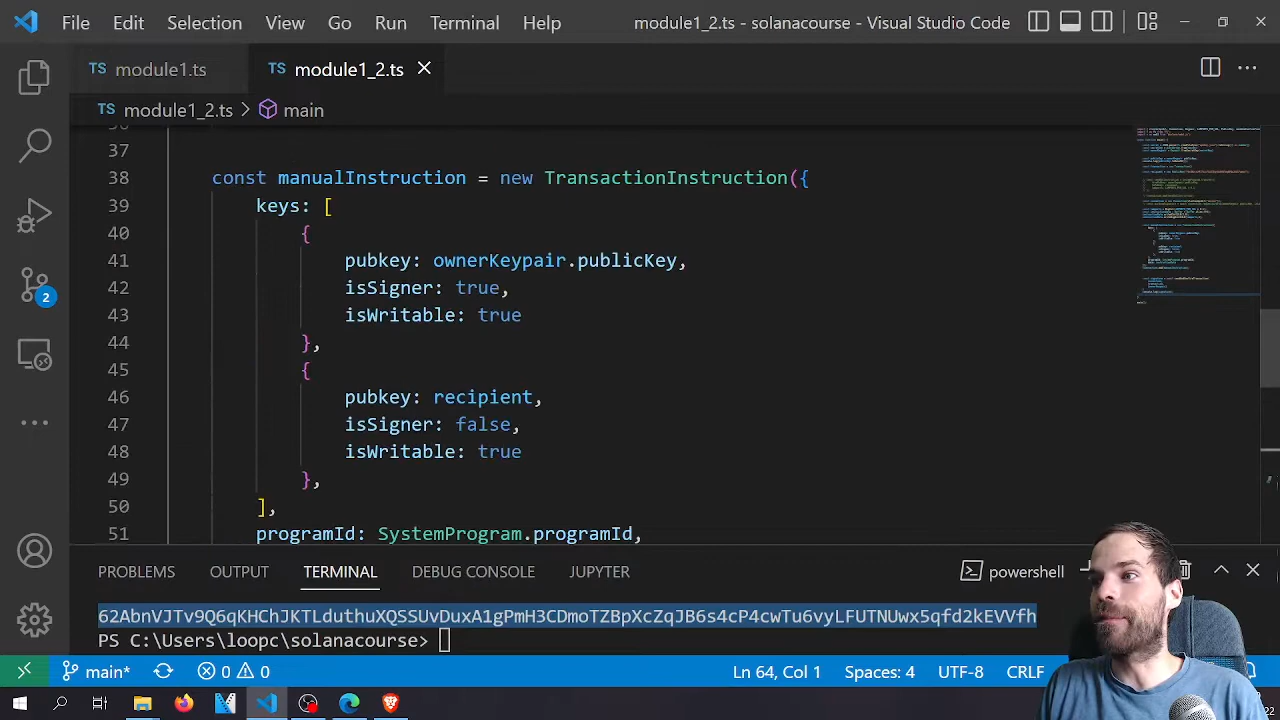 File Edit Selection View Go Run Terminal Help module1_2.ts - solanacourse - Visual Studio Code
TS module1.ts TS module1_2.ts
TS module1_2.ts > main
37
38 const manualInstruction = new TransactionInstruction({
39 keys: [
40 {
41 pubkey: ownerKeypair.publicKey,
42 isSigner: true,
43 isWritable: true
44 },
45 {
46 pubkey: recipient,
47 isSigner: false,
48 isWritable: true
49 },
50 ],
51 programId: SystemProgram.programId,
2
PROBLEMS OUTPUT TERMINAL DEBUG CONSOLE JUPYTER powershell
62AbnVJTv9Q6qKHChJKTLduthuXQSSUvDuxA1gPmH3CDmoTZBpXcZqJB6s4cP4cwTu6vyLFUTNUwx5qfd2kEVVfh
PS C:\Users\loopc\solanacourse>
main* 0 0 Ln 64, Col 1 Spaces: 4 UTF-8 CRLF